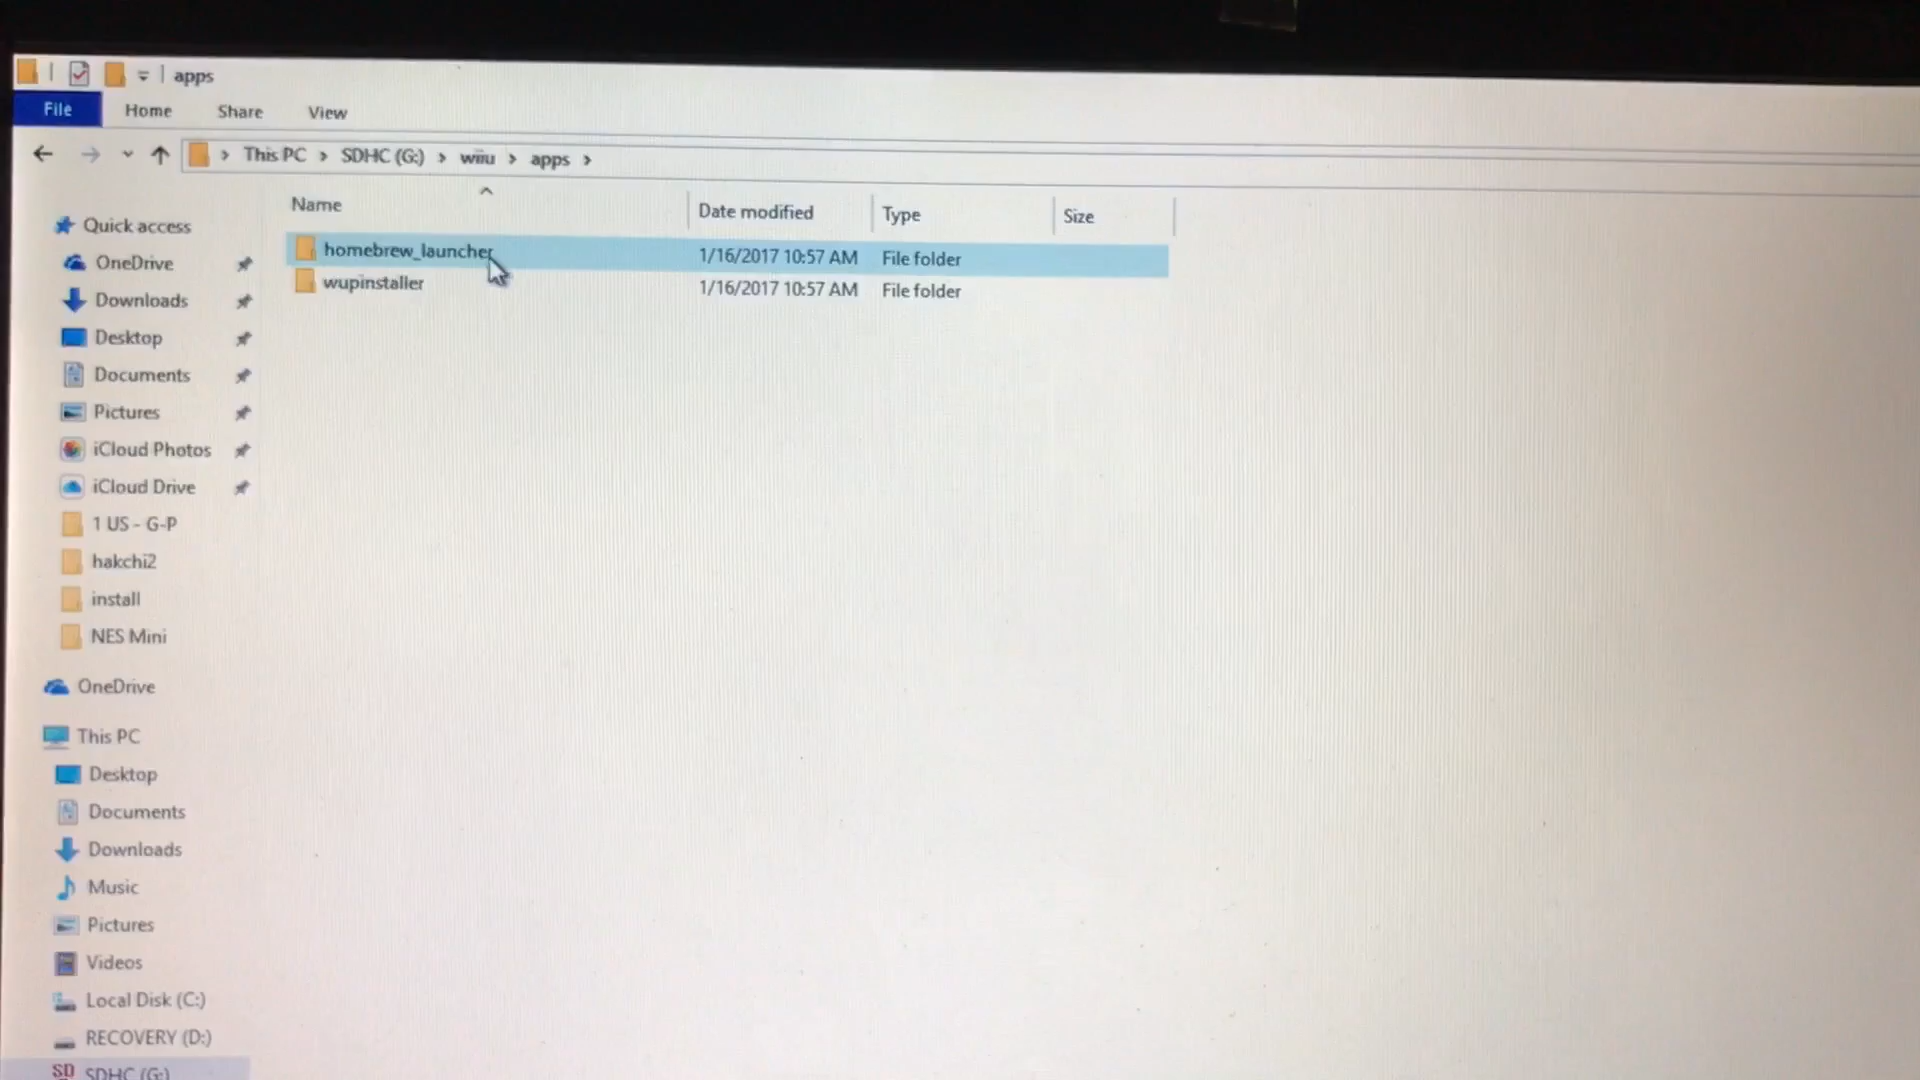 apps
File Home Share View
This PC > SDHC (G:) > wiiu > apps >
Name Date modified Type Size
homebrew_launcher 1/16/2017 10:57 AM File folder
wupinstaller 1/16/2017 10:57 AM File folder
Quick access
OneDrive
Downloads
Desktop
Documents
Pictures
iCloud Photos
iCloud Drive
1 US - G-P
hakchi2
install
NES Mini
OneDrive
This PC
Desktop
Documents
Downloads
Music
Pictures
Videos
Local Disk (C:)
RECOVERY (D:)
SD SDHC (G:)